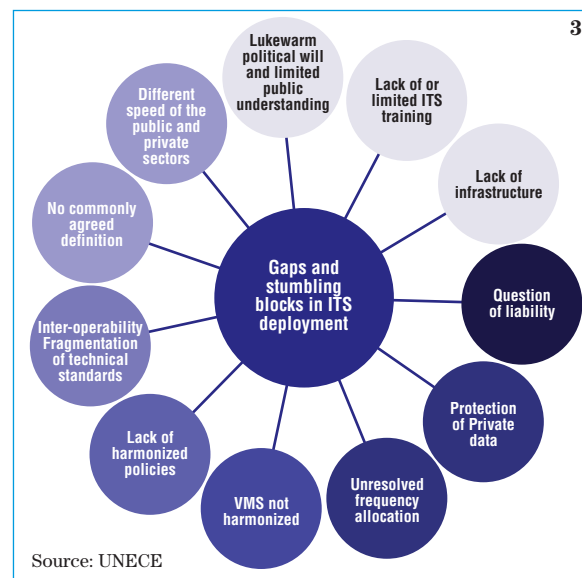 3
Lukewarm
political will
and limited
public
understanding
Lack of or
limited ITS
training
Lack of
infrastructure
Question
of liability
Protection
of Private
data
Unresolved
frequency
allocation
VMS not
harmonized
Lack of
harmonized
policies
Inter-operability
Fragmentation
of technical
standards
No commonly
agreed
definition
Different
speed of the
public and
private
sectors
Gaps and
stumbling
blocks in ITS
deployment
Source: UNECE